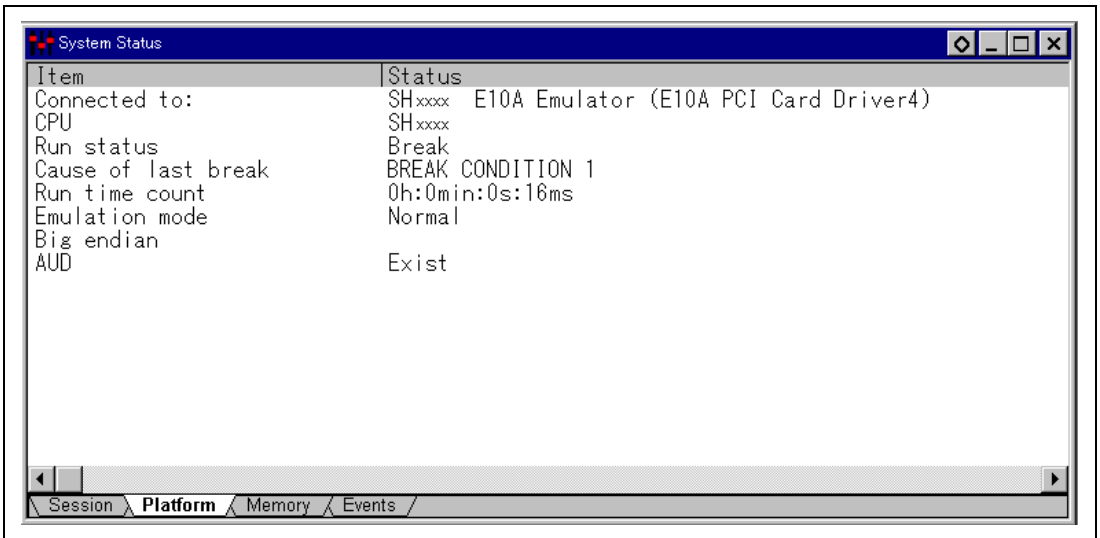 System Status
Item Status
Connected to: SHxxxx E10A Emulator (E10A PCI Card Driver4)
CPU SHxxxx
Run status Break
Cause of last break BREAK CONDITION 1
Run time count 0h:0min:0s:16ms
Emulation mode Normal
Big endian
AUD Exist
Session Platform Memory Events